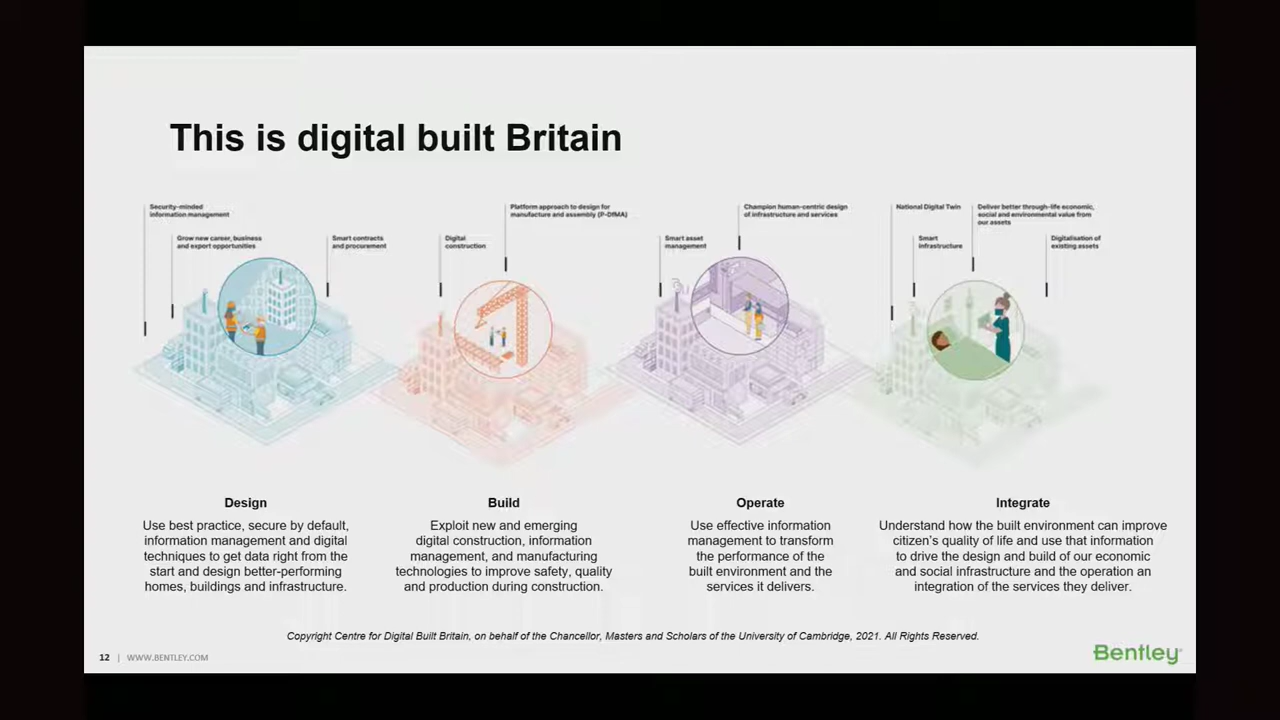 This is digital built Britain
Security-minded
information management
Grow new career, business
and export opportunities
Smart contracts
and procurement
Digital
construction
Platform approach to design for
manufacture and assembly (P-DfMA)
Smart asset
management
Champion human-centric design
of infrastructure and services
National Digital Twin
Smart
infrastructure
Deliver better through-life economic,
social and environmental value from
our assets
Digitalisation of
existing assets
Design
Use best practice, secure by default,
information management and digital
techniques to get data right from the
start and design better-performing
homes, buildings and infrastructure.
Build
Exploit new and emerging
digital construction, information
management, and manufacturing
technologies to improve safety, quality
and production during construction.
Operate
Use effective information
management to transform
the performance of the
built environment and the
services it delivers.
Integrate
Understand how the built environment can improve
citizen's quality of life and use that information
to drive the design and build of our economic
and social infrastructure and the operation an
integration of the services they deliver.
Copyright Centre for Digital Built Britain, on behalf of the Chancellor, Masters and Scholars of the University of Cambridge, 2021. All Rights Reserved.
12 | WWW.BENTLEY.COM
Bentley®